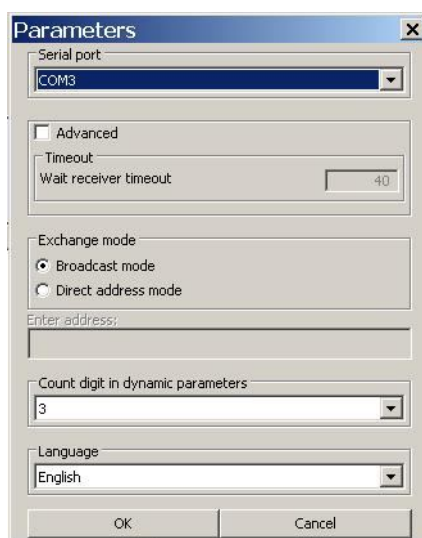 Parameters
Serial port
COM3
Advanced
Timeout
Wait receiver timeout 40
Exchange mode
Broadcast mode
Direct address mode
Enter address:
Count digit in dynamic parameters
3
Language
English
OK Cancel